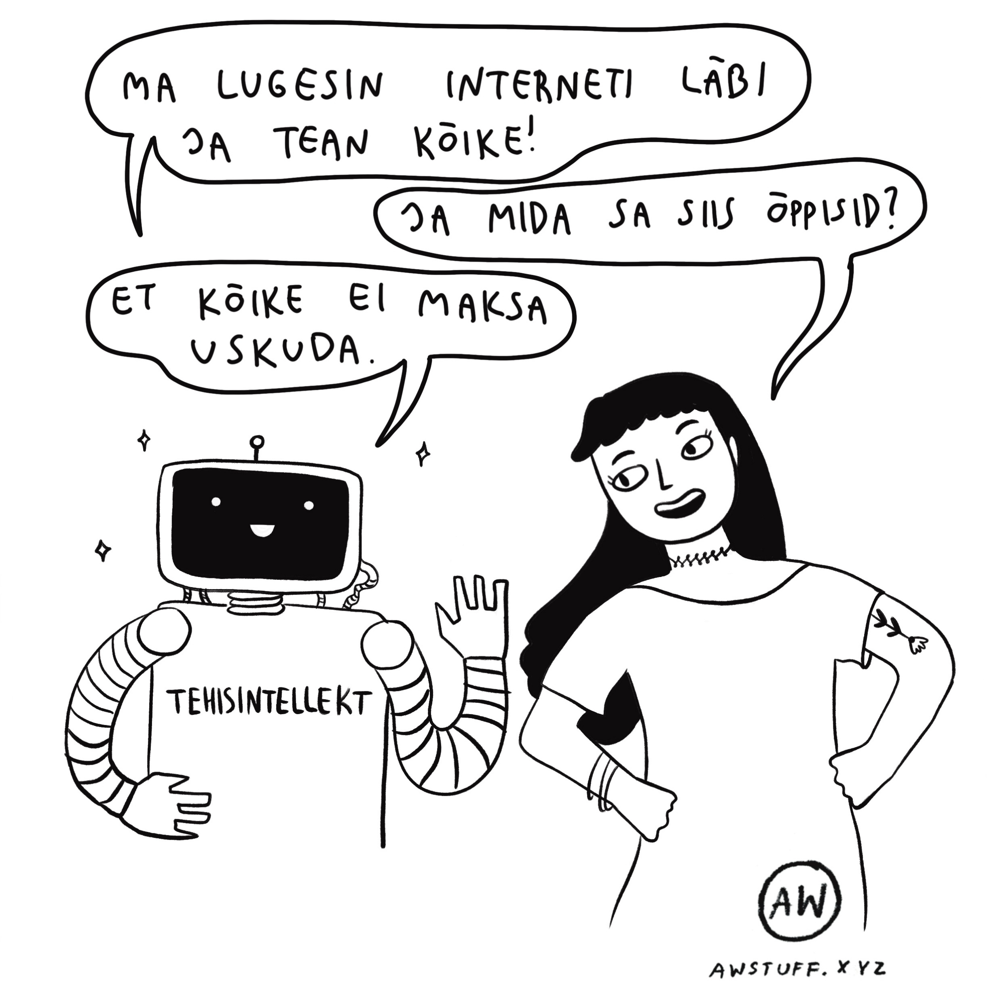 MA LUGESIN INTERNETI LÄBI
JA TEAN KÕIKE!
JA MIDA SA SIIS ÕPPISID?
ET KÕIKE EI MAKSA
USKUDA.
TEHISINTELLEKT
AW
AWSTUFF.XYZ